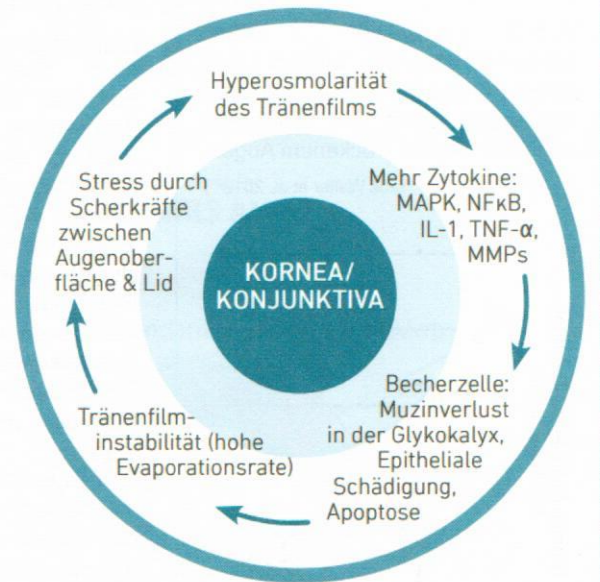 Hyperosmolarität
des Tränenfilms
Mehr Zytokine:
MAPK, NFκB,
IL-1, TNF-α,
MMPs
Becherzelle:
Muzinverlust
in der Glykokalyx,
Epitheliale
Schädigung,
Apoptose
Tränenfilm-
instabilität (hohe
Evaporationsrate)
Stress durch
Scherkräfte
zwischen
Augenober-
fläche & Lid
KORNEA/
KONJUNKTIVA